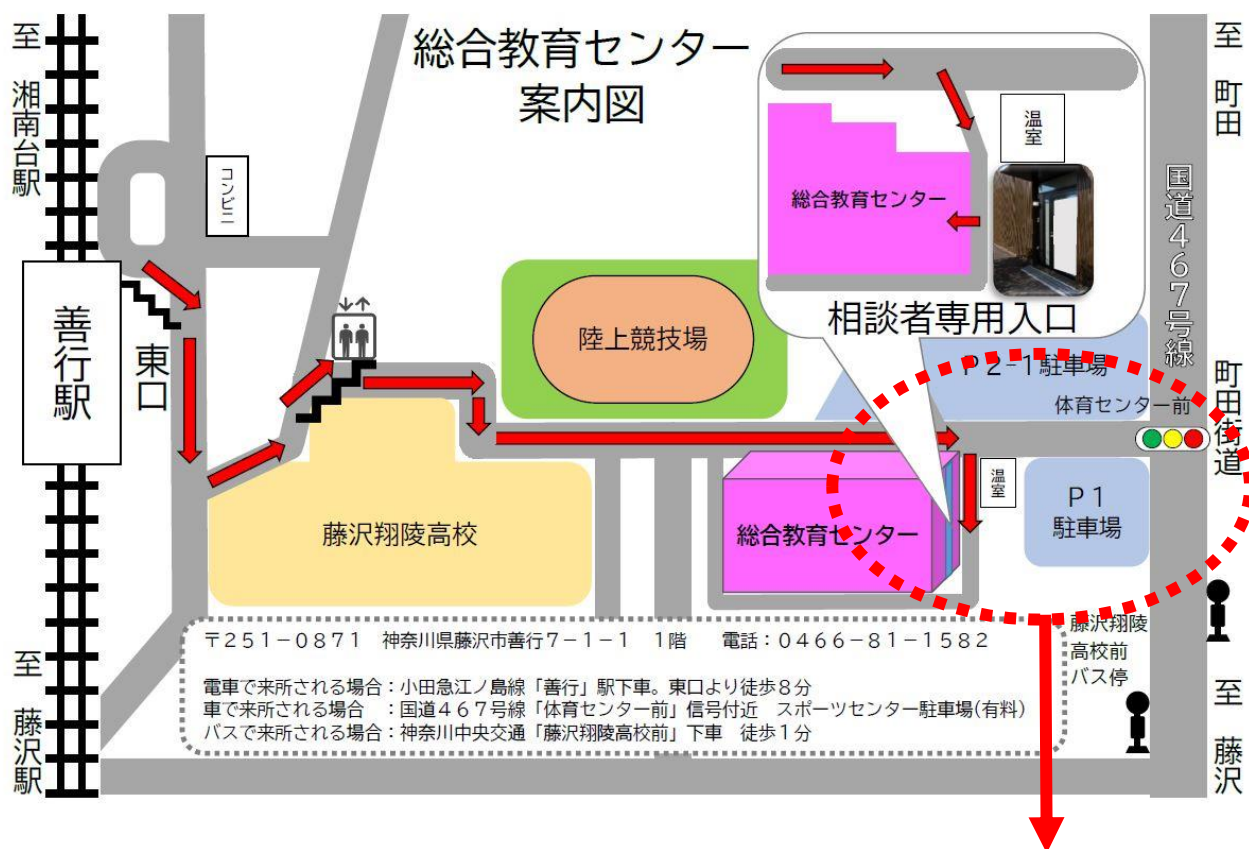 総合教育センター
案内図
至 湘南台駅
善行駅
東口
至 藤沢駅
コンビニ
陸上競技場
藤沢翔陵高校
温室
総合教育センター
相談者専用入口
至 町田
国道467号線
町田街道
P2-1駐車場
体育センター前
総合教育センター
温室
P1
駐車場
藤沢翔陵
高校前
バス停
至 藤沢
〒251-0871 神奈川県藤沢市善行7-1-1 1階 電話：0466-81-1582
電車で来所される場合：小田急江ノ島線「善行」駅下車。東口より徒歩8分
車で来所される場合 ：国道467号線「体育センター前」信号付近 スポーツセンター駐車場(有料)
バスで来所される場合：神奈川中央交通「藤沢翔陵高校前」下車 徒歩1分